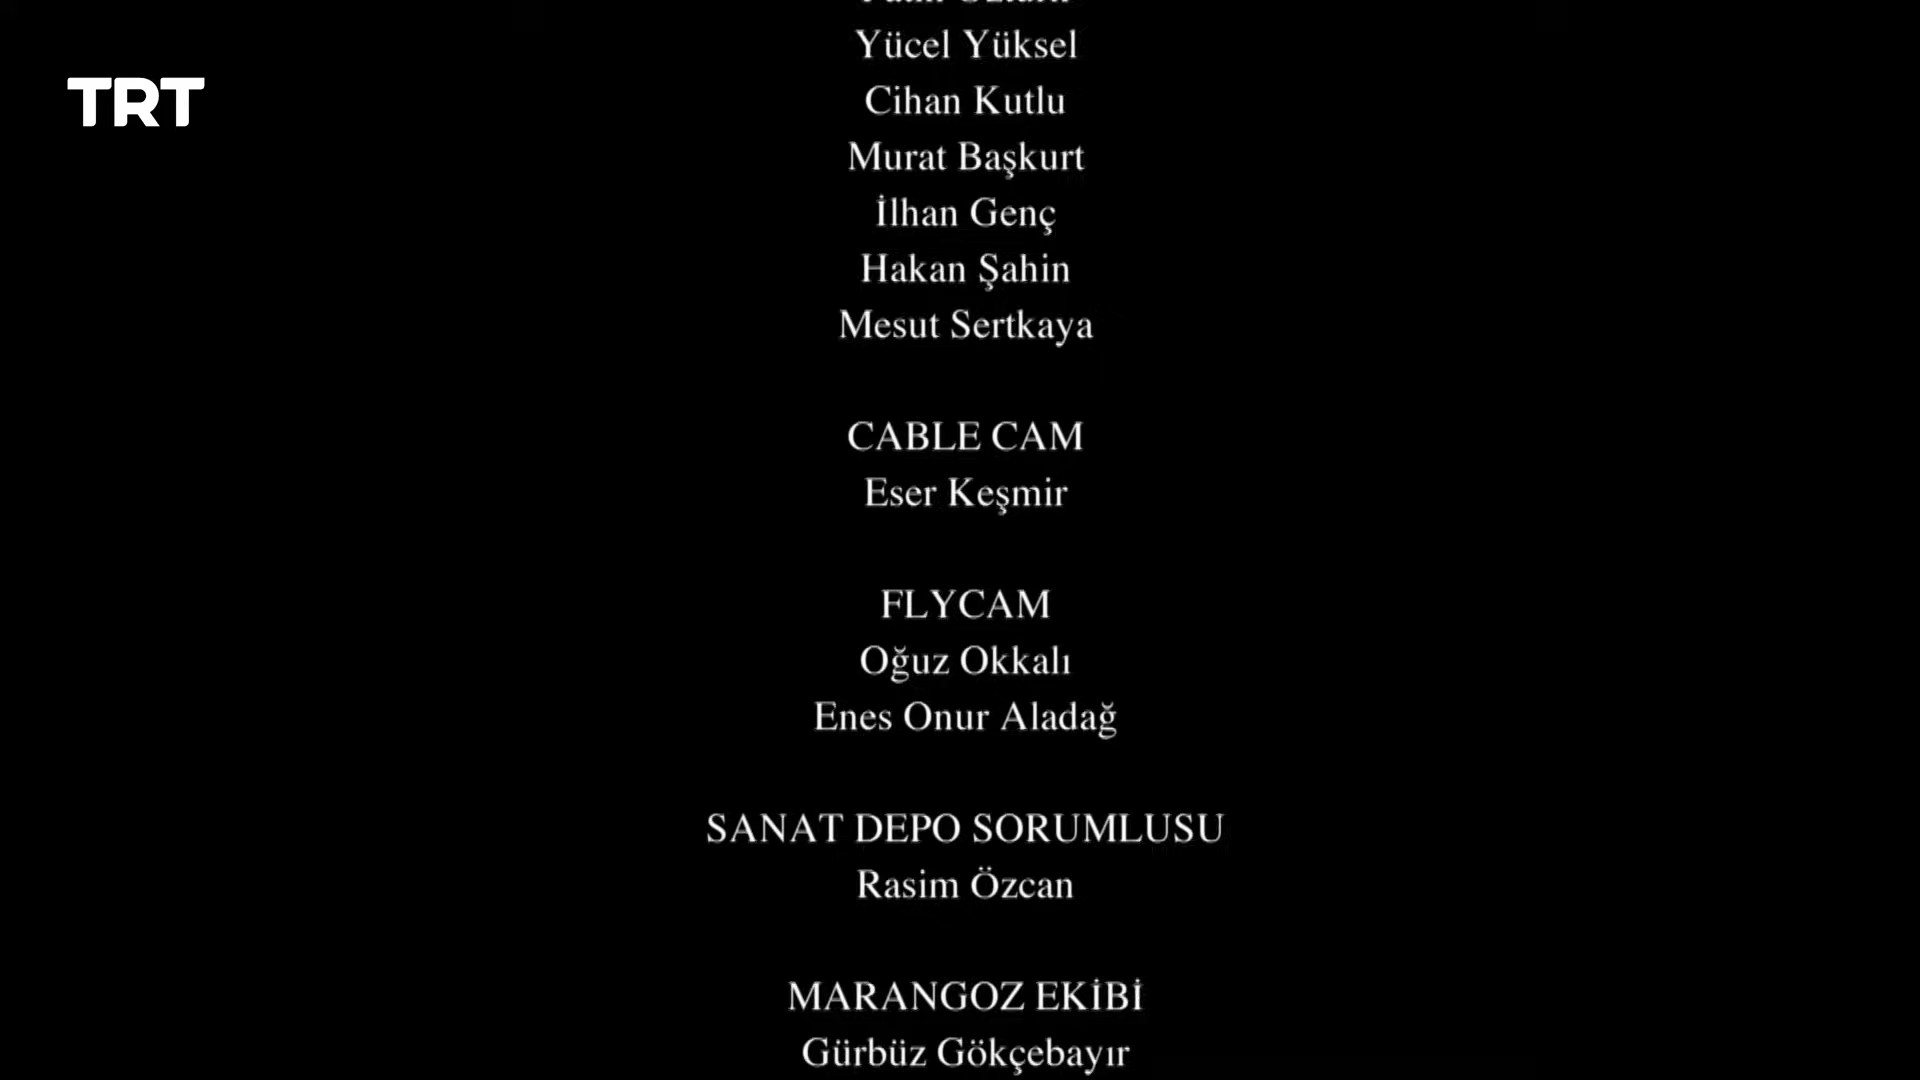 TRT
Yücel Yüksel
Cihan Kutlu
Murat Başkurt
İlhan Genç
Hakan Şahin
Mesut Sertkaya
CABLE CAM
Eser Keşmir
FLYCAM
Oğuz Okkalı
Enes Onur Aladağ
SANAT DEPO SORUMLUSU
Rasim Özcan
MARANGOZ EKİBİ
Gürbüz Gökçebayır